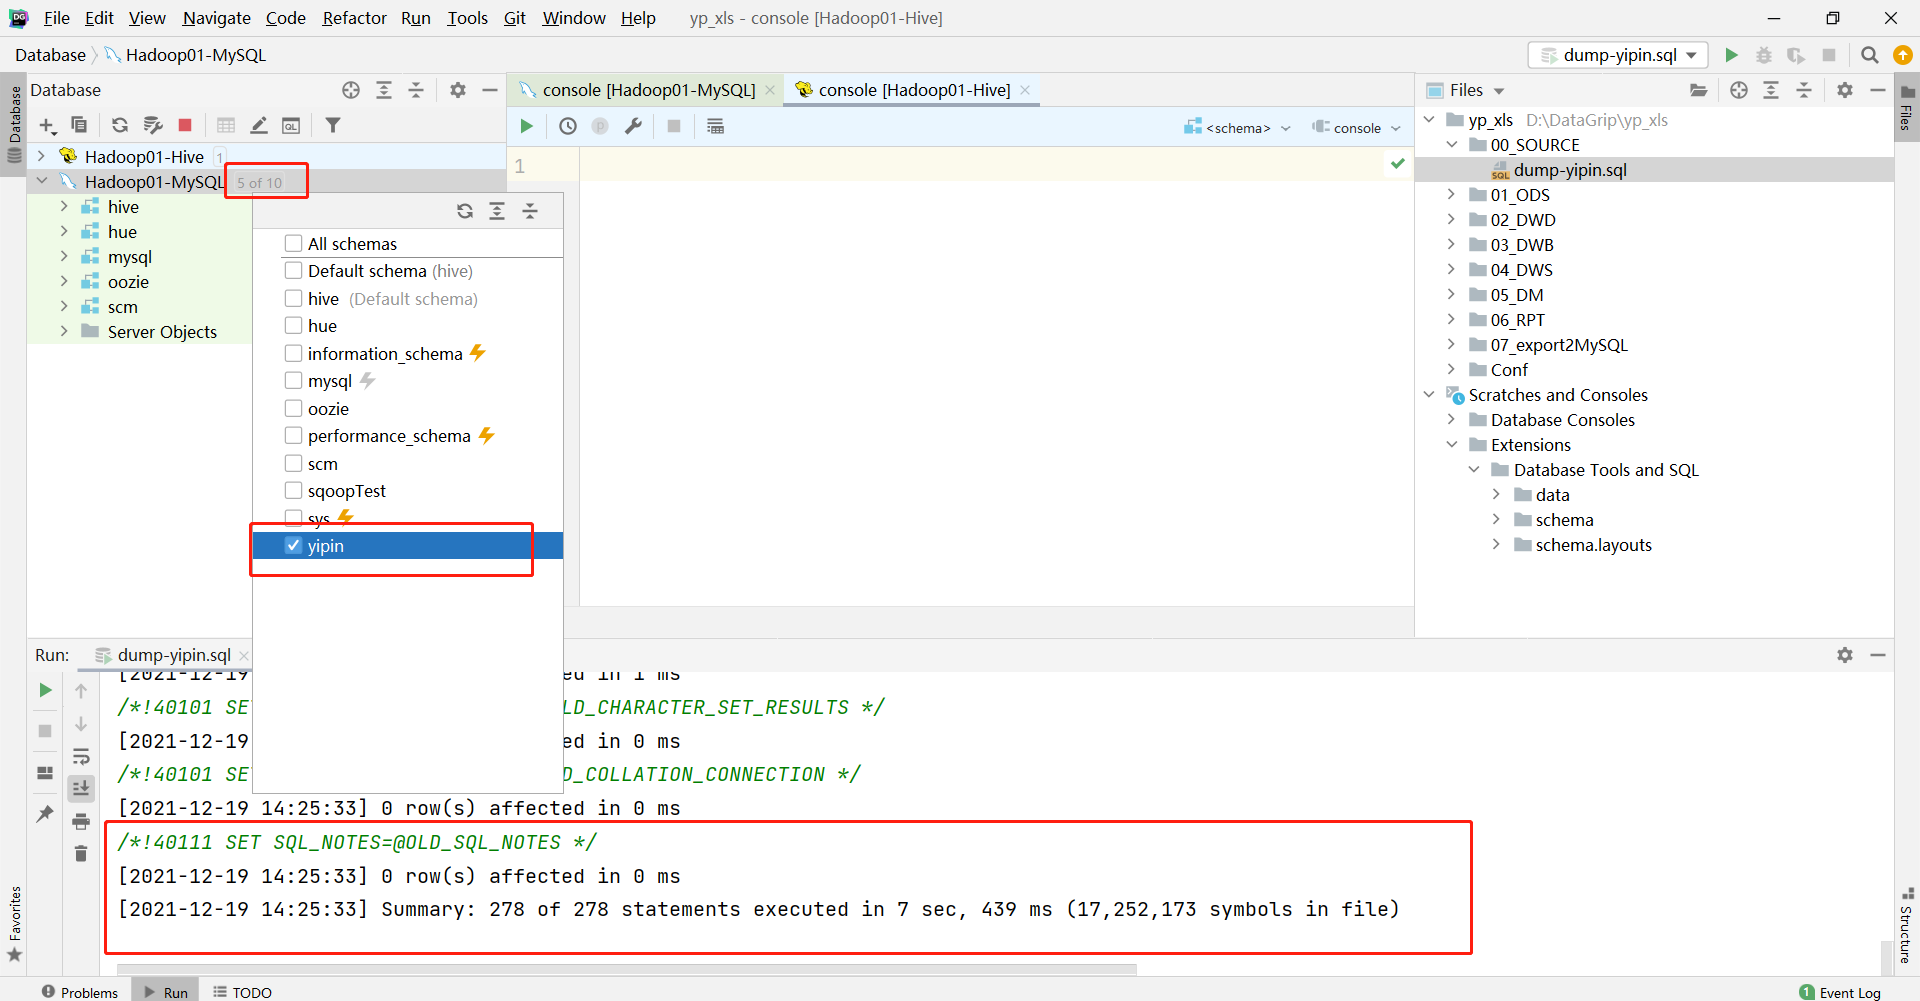 File Edit View Navigate Code Refactor Run Tools Git Window Help yp_xls - console [Hadoop01-Hive]
Database Hadoop01-MySQL
dump-yipin.sql
Database
Database
Hadoop01-Hive 1
Hadoop01-MySQL 5 of 10
hive
hue
mysql
oozie
scm
Server Objects
All schemas
Default schema (hive)
hive (Default schema)
hue
information_schema
mysql
oozie
performance_schema
scm
sqoopTest
sys
yipin
console [Hadoop01-MySQL] console [Hadoop01-Hive]
<schema> console
1
Files
Files
yp_xls D:\DataGrip\yp_xls
00_SOURCE
dump-yipin.sql
01_ODS
02_DWD
03_DWB
04_DWS
05_DM
06_RPT
07_export2MySQL
Conf
Scratches and Consoles
Database Consoles
Extensions
Database Tools and SQL
data
schema
schema.layouts
Run: dump-yipin.sql
[2021-12-19 ed in 1 ms
/*!40101 SE LD_CHARACTER_SET_RESULTS */
[2021-12-19 ed in 0 ms
/*!40101 SE D_COLLATION_CONNECTION */
[2021-12-19 14:25:33] 0 row(s) affected in 0 ms
/*!40111 SET SQL_NOTES=@OLD_SQL_NOTES */
[2021-12-19 14:25:33] 0 row(s) affected in 0 ms
[2021-12-19 14:25:33] Summary: 278 of 278 statements executed in 7 sec, 439 ms (17,252,173 symbols in file)
Favorites
Structure
Problems Run TODO
1 Event Log